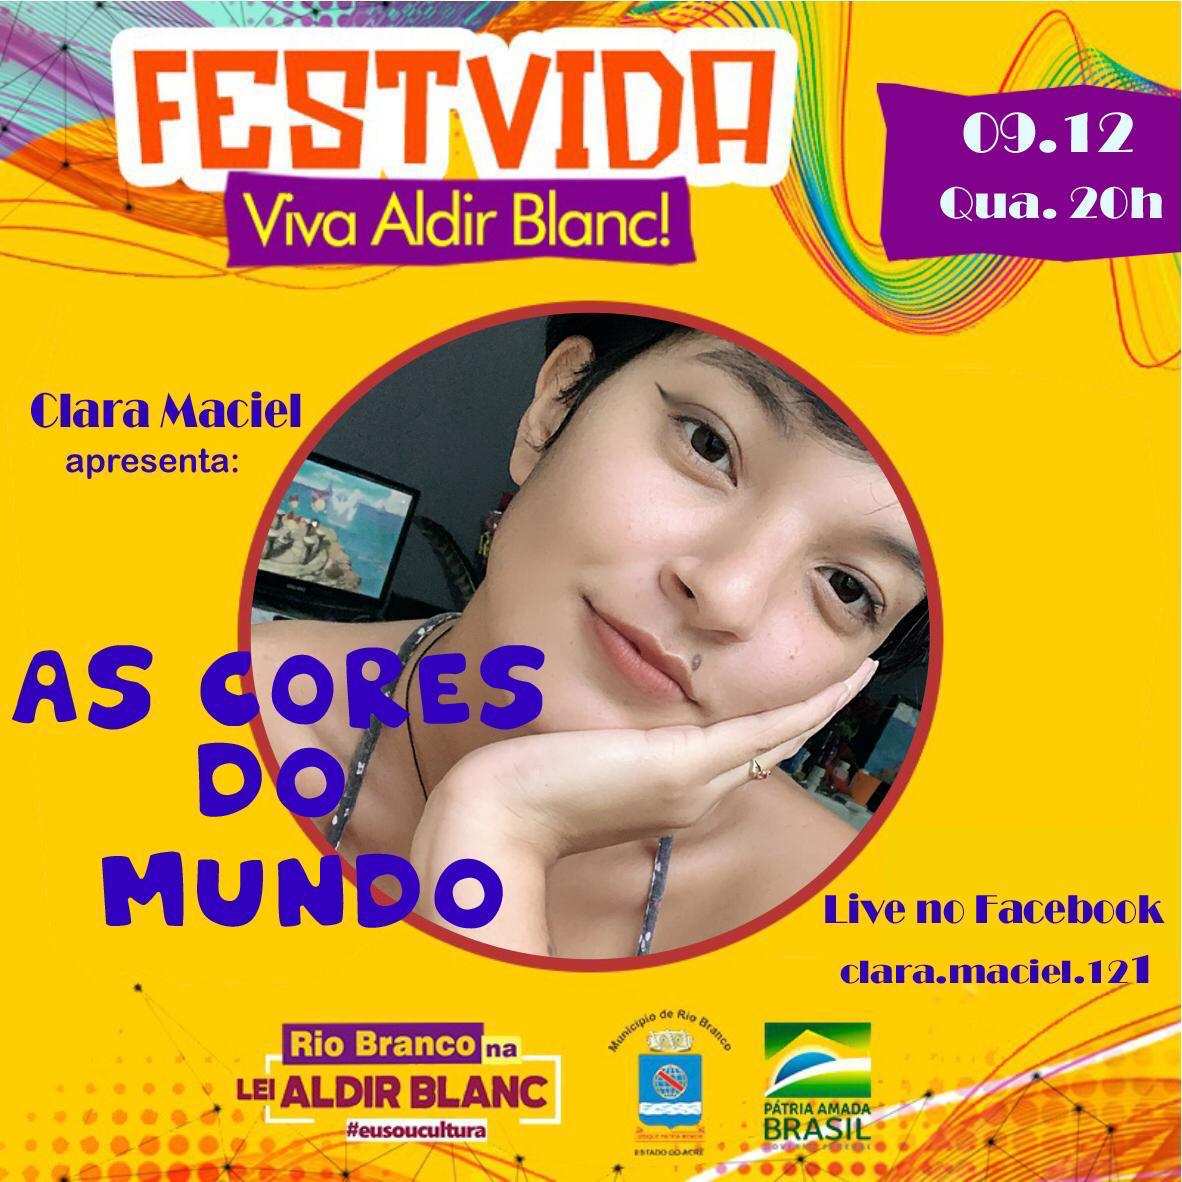 FESTVIDA
Viva Aldir Blanc!
09.12
Qua. 20h
Clara Maciel
apresenta:
AS CORES
DO
MUNDO
Live no Facebook
clara.maciel.121
Rio Branco na
LEI ALDIR BLANC
#eusoucultura
Município de Rio Branco
ESTADO DO ACRE
PÁTRIA AMADA
BRASIL
GOVERNO FEDERAL